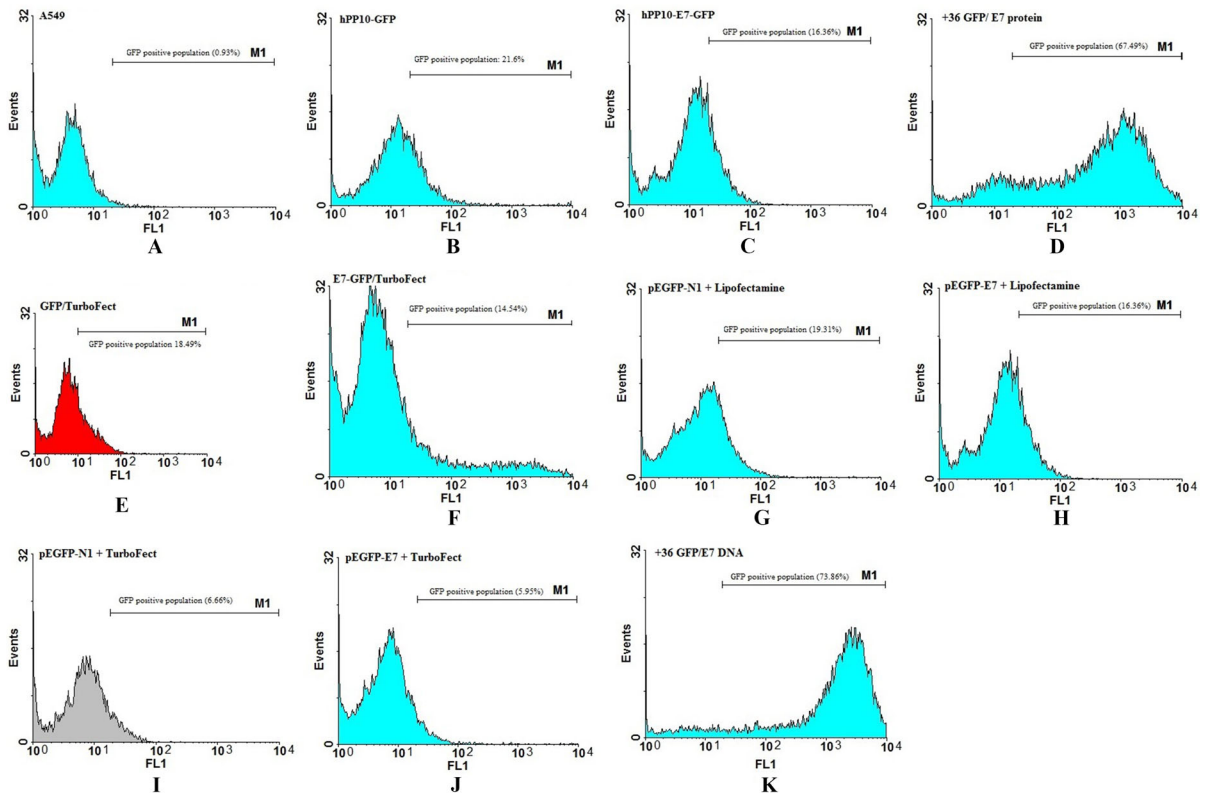 A549
32
GFP positive population (0.93%) M1
Events
0
10^0 10^1 10^2 10^3 10^4
FL1
A
hPP10-GFP
32
GFP positive population: 21.6%
M1
Events
0
10^0 10^1 10^2 10^3 10^4
FL1
B
hPP10-E7-GFP
32
GFP positive population (16.36%) M1
Events
0
10^0 10^1 10^2 10^3 10^4
FL1
C
+36 GFP/ E7 protein
32
GFP positive population (67.49%) M1
Events
0
10^0 10^1 10^2 10^3 10^4
FL1
D
GFP/TurboFect
32
M1
GFP positive population 18.49%
Events
0
10^0 10^1 10^2 10^3 10^4
FL1
E
E7-GFP/TurboFect
32
GFP positive population (14.54%)
M1
Events
0
10^0 10^1 10^2 10^3 10^4
FL1
F
pEGFP-N1 + Lipofectamine
32
GFP positive population (19.31%) M1
Events
0
10^0 10^1 10^2 10^3 10^4
FL1
G
pEGFP-E7 + Lipofectamine
32
GFP positive population (16.36%) M1
Events
0
10^0 10^1 10^2 10^3 10^4
FL1
H
pEGFP-N1 + TurboFect
32
GFP positive population (6.66%) M1
Events
0
10^0 10^1 10^2 10^3 10^4
FL1
I
pEGFP-E7 + TurboFect
32
GFP positive population (5.95%) M1
Events
0
10^0 10^1 10^2 10^3 10^4
FL1
J
+36 GFP/E7 DNA
32
GFP positive population (73.86%) M1
Events
0
10^0 10^1 10^2 10^3 10^4
FL1
K